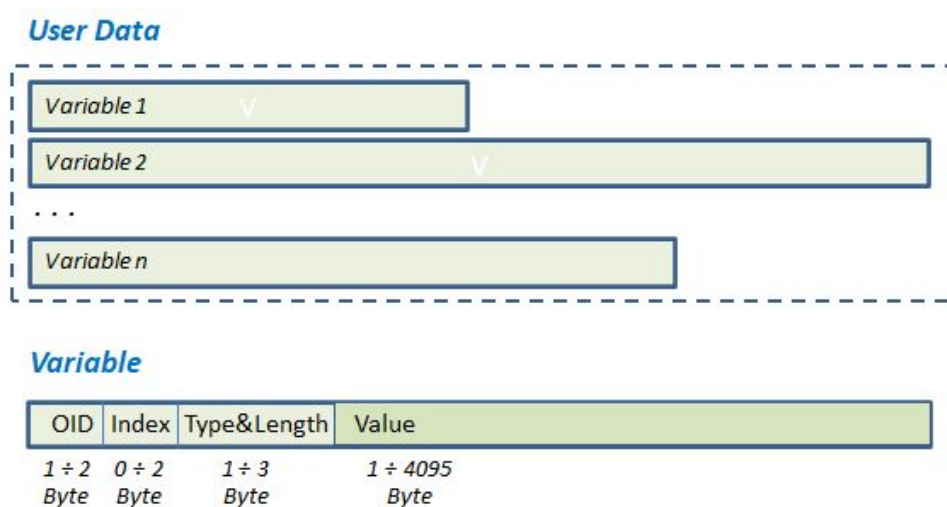 User Data
Variable 1 V
Variable 2 V
. . .
Variable n
Variable
OID Index Type&Length Value
1 ÷ 2 0 ÷ 2 1 ÷ 3 1 ÷ 4095
Byte Byte Byte Byte